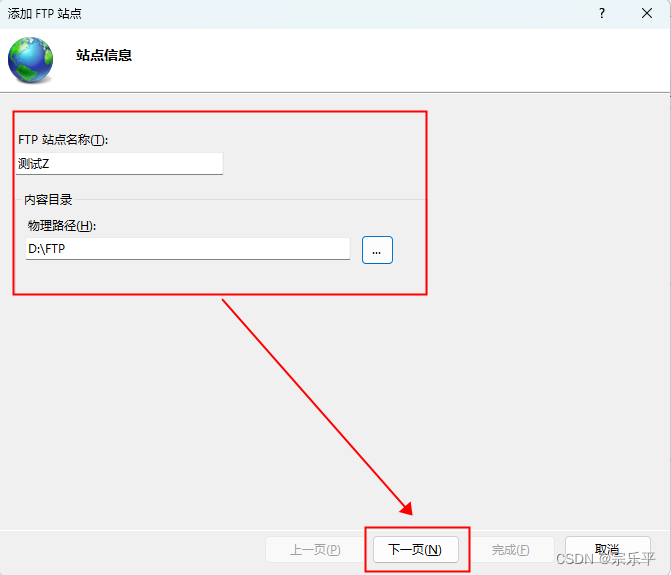 添加 FTP 站点
?
站点信息
FTP 站点名称(T):
测试Z
内容目录
物理路径(H):
D:\FTP
...
上一页(P)
下一页(N)
完成(F)
取消
CSDN @宗乐平